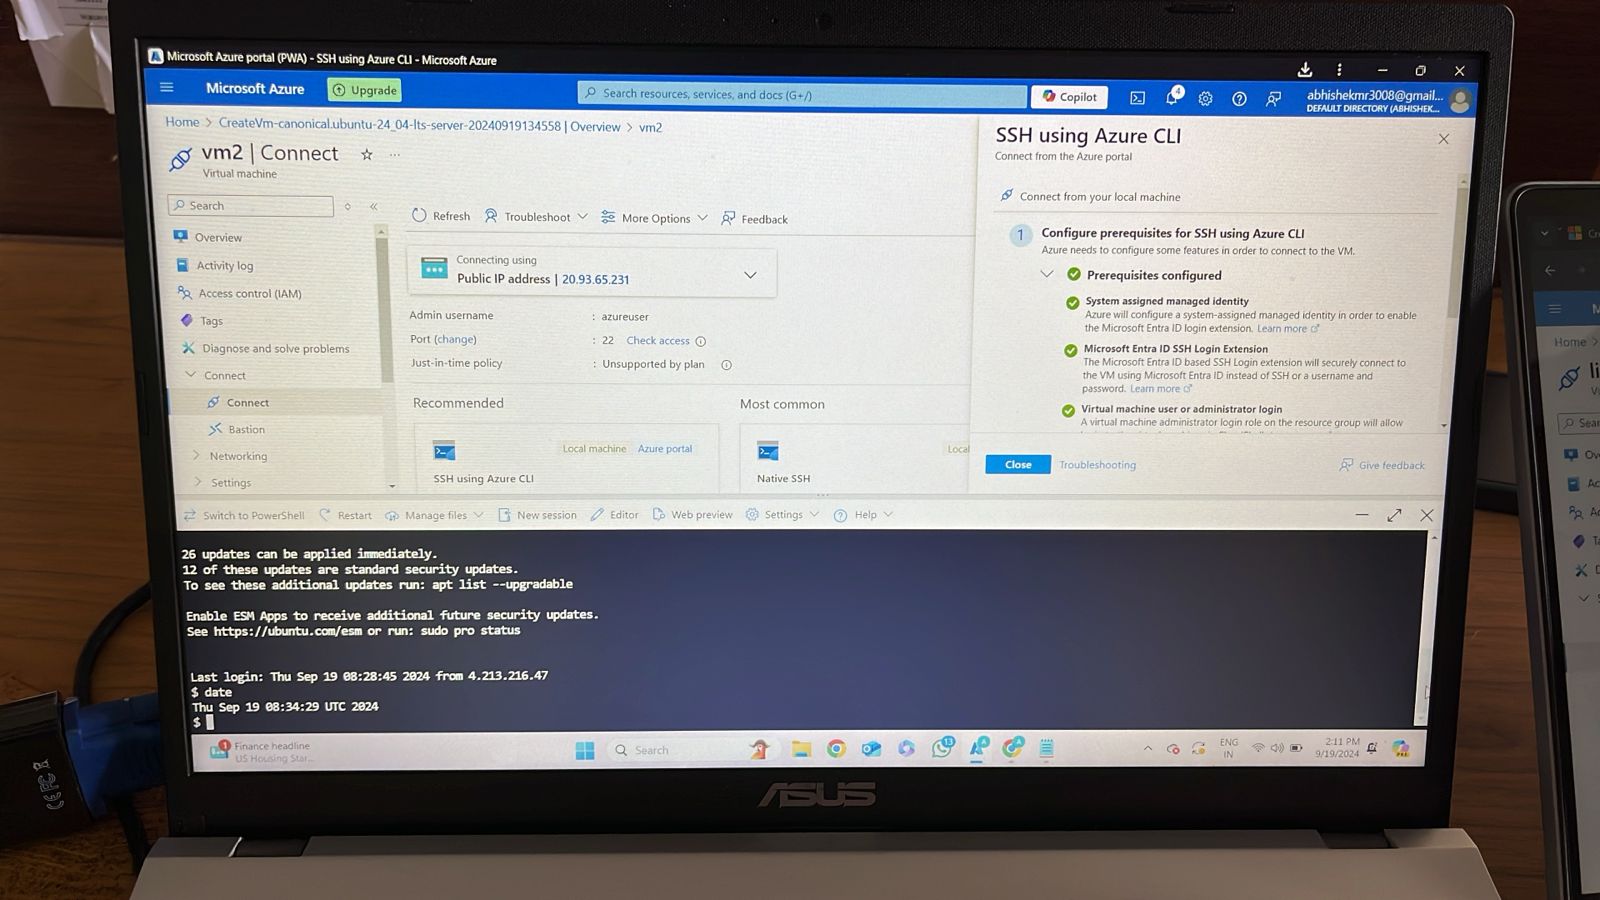 Microsoft Azure portal (PWA) - SSH using Azure CLI - Microsoft Azure
Microsoft Azure
Upgrade
Search resources, services, and docs (G+/)
Copilot
4
abhishekmr3008@gmail...
DEFAULT DIRECTORY (ABHISHEK...
Home > CreateVm-canonical.ubuntu-24_04-lts-server-20240919134558 | Overview > vm2
vm2 | Connect
Virtual machine
Search
Overview
Activity log
Access control (IAM)
Tags
Diagnose and solve problems
Connect
Connect
Bastion
Networking
Settings
Refresh
Troubleshoot
More Options
Feedback
Connecting using
Public IP address | 20.93.65.231
Admin username : azureuser
Port (change) : 22 Check access
Just-in-time policy : Unsupported by plan
Recommended
Local machine Azure portal
SSH using Azure CLI
Most common
Local
Native SSH
SSH using Azure CLI
Connect from the Azure portal
Connect from your local machine
1 Configure prerequisites for SSH using Azure CLI
Azure needs to configure some features in order to connect to the VM.
Prerequisites configured
System assigned managed identity
Azure will configure a system-assigned managed identity in order to enable
the Microsoft Entra ID login extension. Learn more
Microsoft Entra ID SSH Login Extension
The Microsoft Entra ID based SSH Login extension will securely connect to
the VM using Microsoft Entra ID instead of SSH or a username and
password. Learn more
Virtual machine user or administrator login
A virtual machine administrator login role on the resource group will allow
Close
Troubleshooting
Give feedback
Switch to PowerShell
Restart
Manage files
New session
Editor
Web preview
Settings
Help
26 updates can be applied immediately.
12 of these updates are standard security updates.
To see these additional updates run: apt list --upgradable
Enable ESM Apps to receive additional future security updates.
See https://ubuntu.com/esm or run: sudo pro status
Last login: Thu Sep 19 08:28:45 2024 from 4.213.216.47
$ date
Thu Sep 19 08:34:29 UTC 2024
$
1
Finance headline
US Housing Star...
Search
13
ENG
IN
2:11 PM
9/19/2024
ASUS
Home >